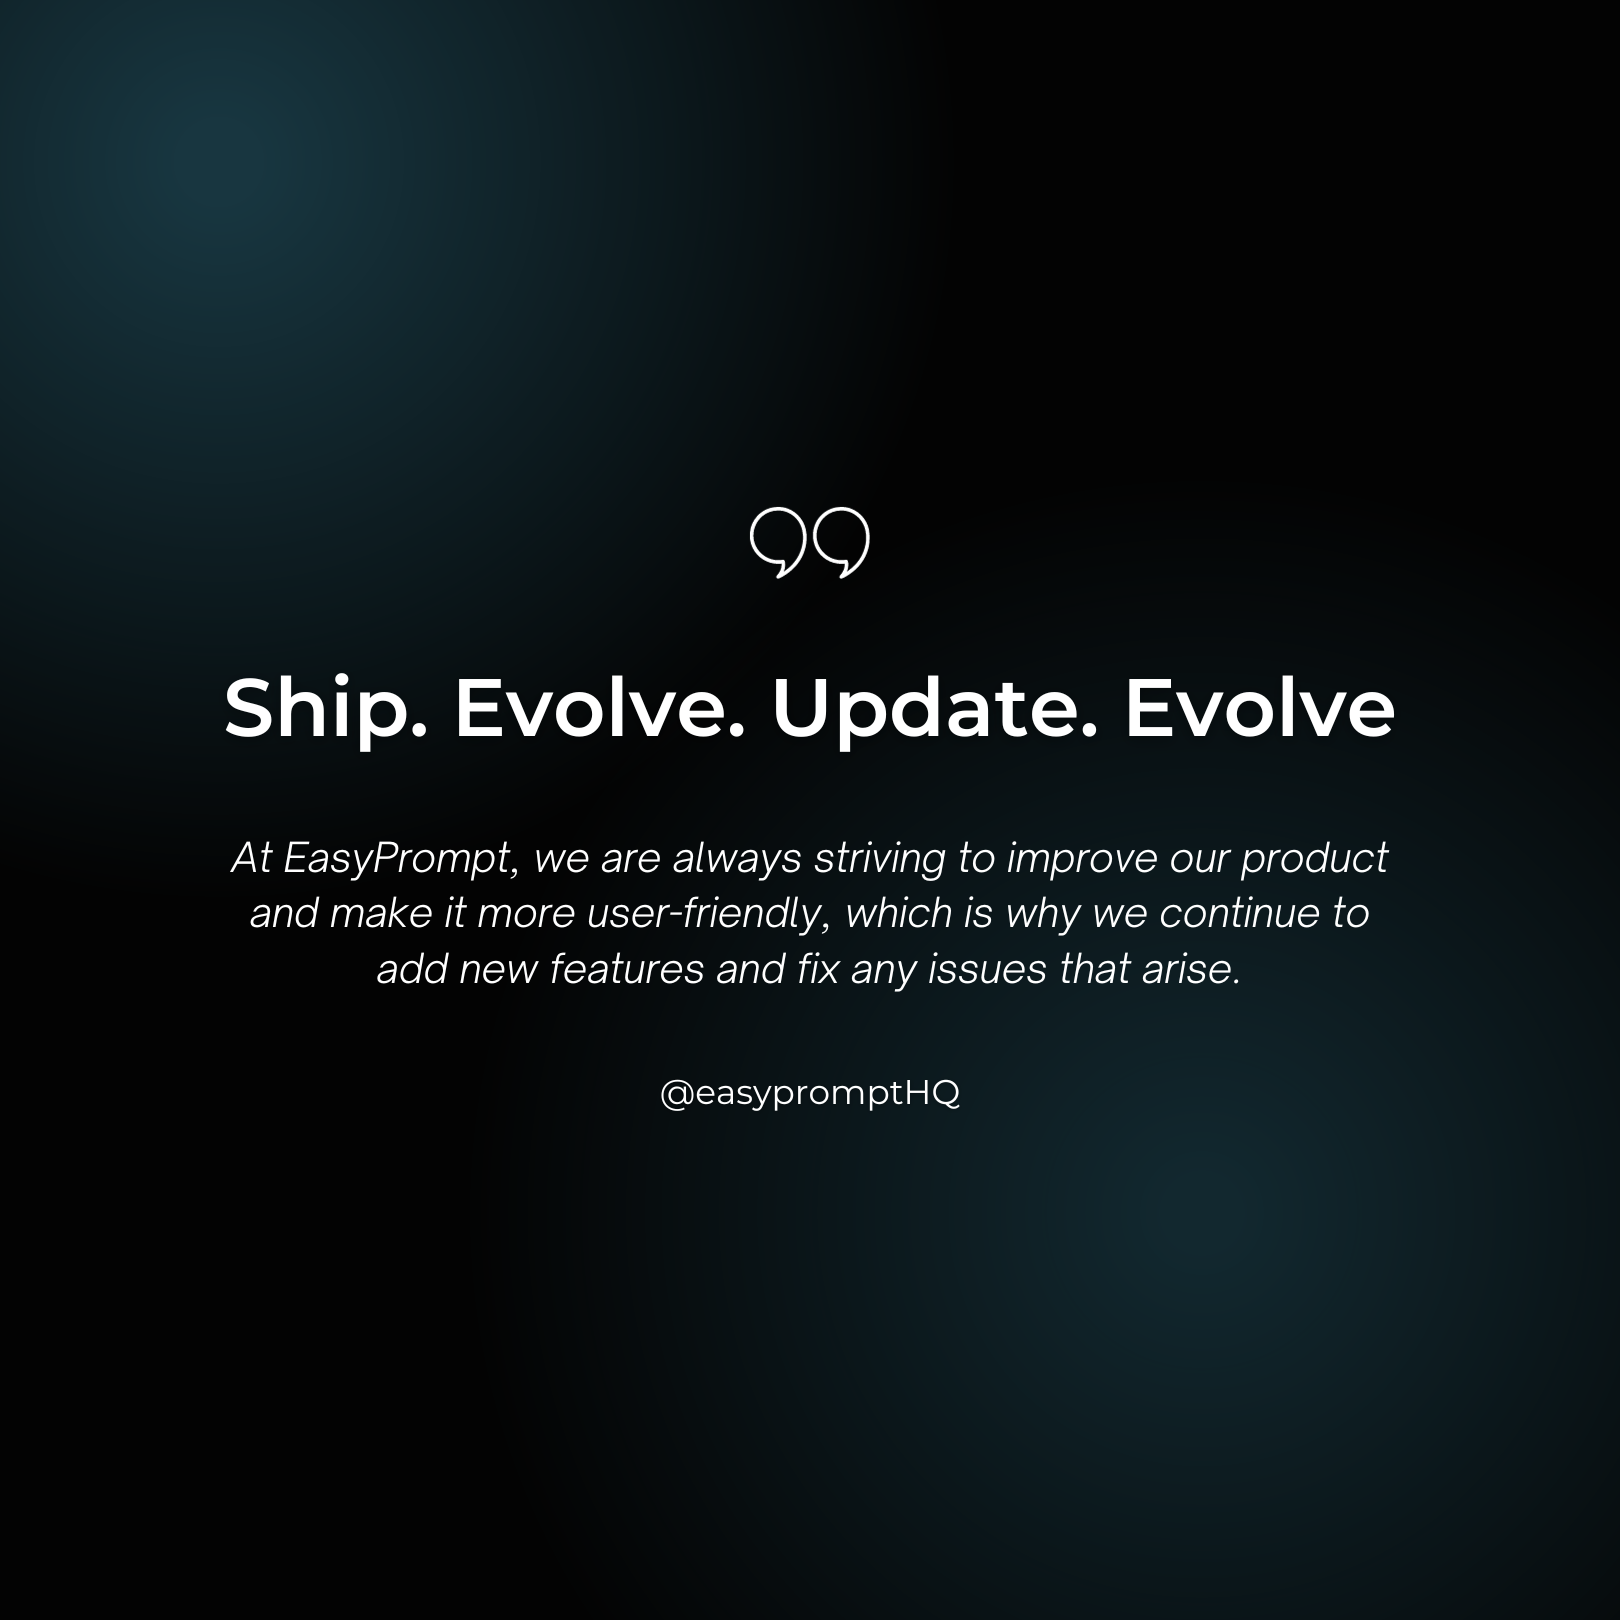 Ship. Evolve. Update. Evolve
At EasyPrompt, we are always striving to improve our product
and make it more user-friendly, which is why we continue to
add new features and fix any issues that arise.
@easypromptHQ